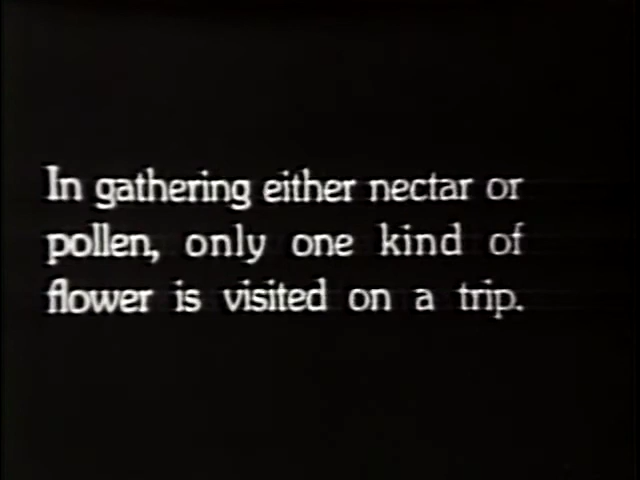 In gathering either nectar or
pollen, only one kind of
flower is visited on a trip.